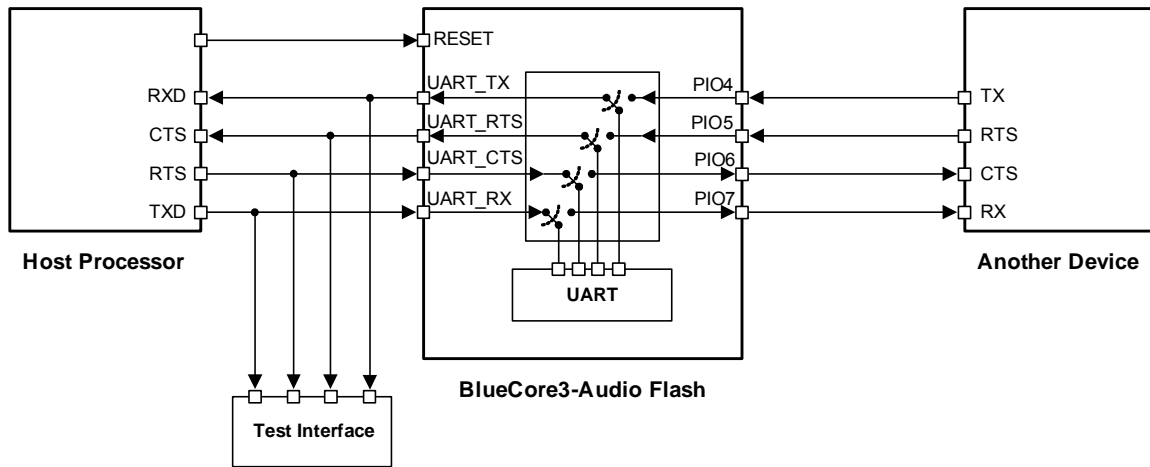 RESET
RXD UART_TX PIO4 TX
CTS UART_RTS PIO5 RTS
RTS UART_CTS PIO6 CTS
TXD UART_RX PIO7 RX
Host Processor
Another Device
UART
BlueCore3-Audio Flash
Test Interface